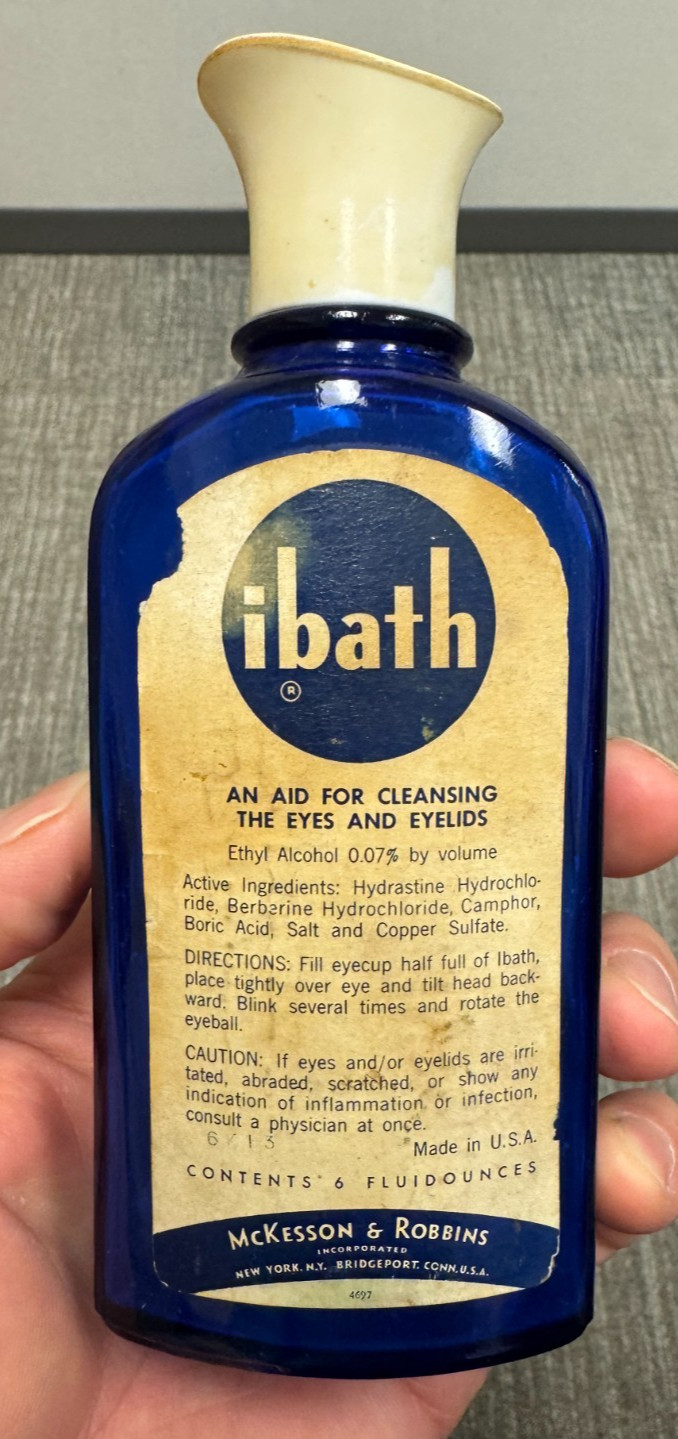 ibath
®
AN AID FOR CLEANSING
THE EYES AND EYELIDS
Ethyl Alcohol 0.07% by volume
Active Ingredients: Hydrastine Hydrochlo-
ride, Berberine Hydrochloride, Camphor,
Boric Acid, Salt and Copper Sulfate.
DIRECTIONS: Fill eyecup half full of Ibath,
place tightly over eye and tilt head back-
ward. Blink several times and rotate the
eyeball.
CAUTION: If eyes and/or eyelids are irri-
tated, abraded, scratched, or show any
indication of inflammation or infection,
consult a physician at once.
Made in U.S.A.
CONTENTS 6 FLUIDOUNCES
McKESSON & ROBBINS
INCORPORATED
NEW YORK, N.Y. BRIDGEPORT, CONN. U.S.A.
4697